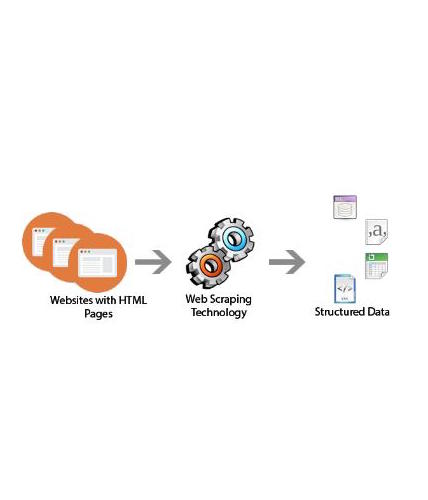 Websites with HTML
Pages
Web Scraping
Technology
,a,
</>
Structured Data